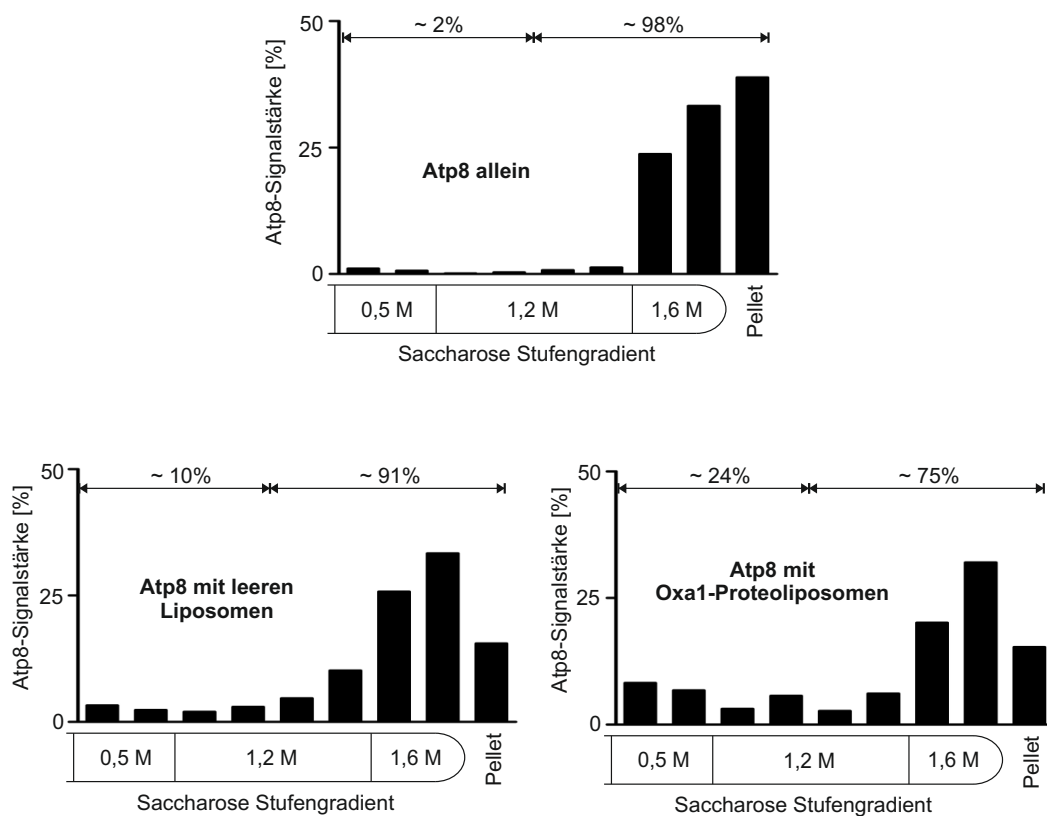 50
~ 2%
~ 98%
Atp8-Signalstärke [%]
25
Atp8 allein
0
0,5 M
1,2 M
1,6 M
Pellet
Saccharose Stufengradient
50
~ 10%
~ 91%
Atp8-Signalstärke [%]
Atp8 mit leeren
Liposomen
25
0
0,5 M
1,2 M
1,6 M
Pellet
Saccharose Stufengradient
50
~ 24%
~ 75%
Atp8-Signalstärke [%]
Atp8 mit
Oxa1-Proteoliposomen
25
0
0,5 M
1,2 M
1,6 M
Pellet
Saccharose Stufengradient